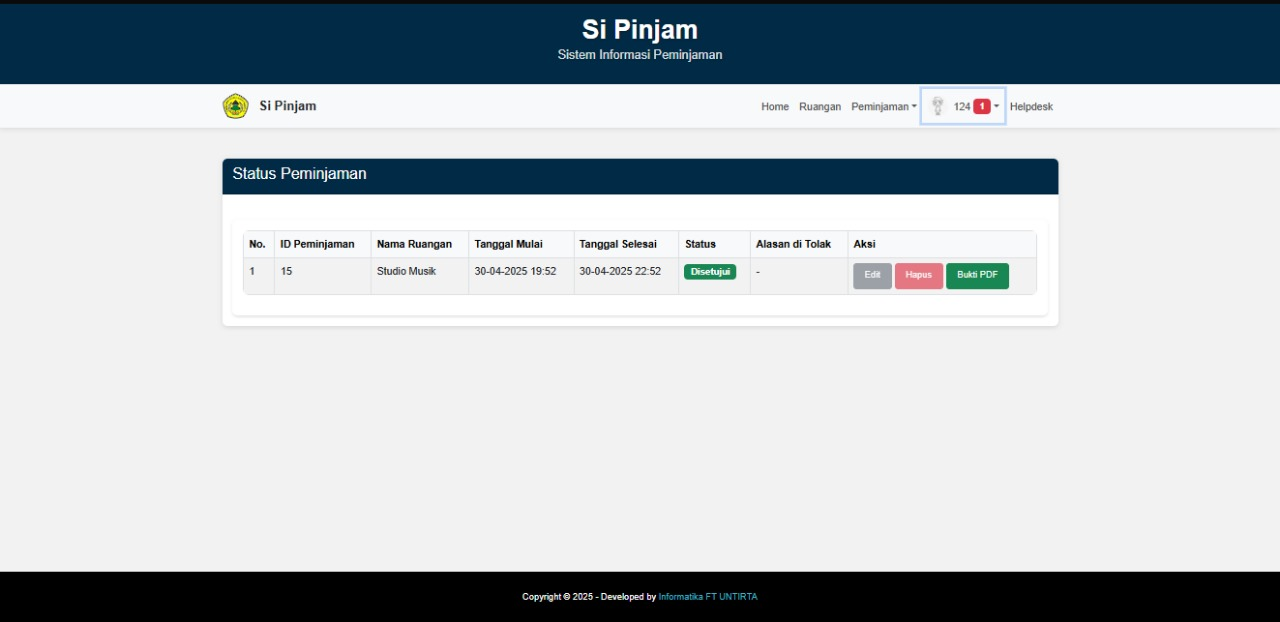 Si Pinjam
Sistem Informasi Peminjaman
Si Pinjam Home Ruangan Peminjaman 124 1 Helpdesk
Status Peminjaman
No. ID Peminjaman Nama Ruangan Tanggal Mulai Tanggal Selesai Status Alasan di Tolak Aksi
1 15 Studio Musik 30-04-2025 19:52 30-04-2025 22:52 Disetujui - Edit Hapus Bukti PDF
Copyright © 2025 - Developed by Informatika FT UNTIRTA